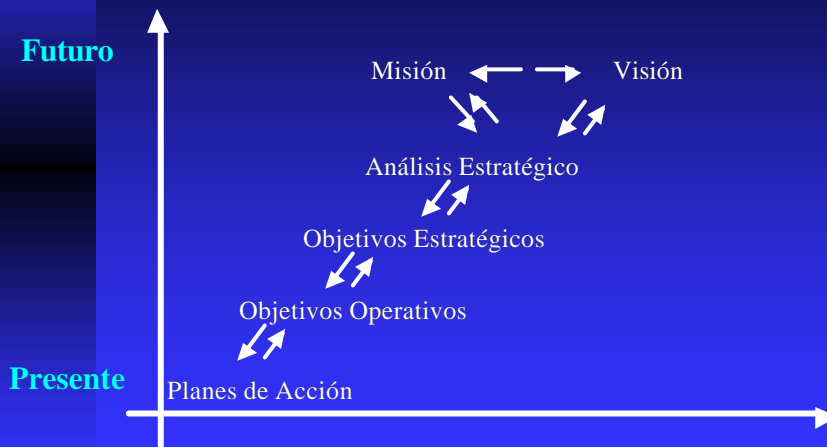 Futuro
Misión
Visión
Análisis Estratégico
Objetivos Estratégicos
Objetivos Operativos
Presente
Planes de Acción